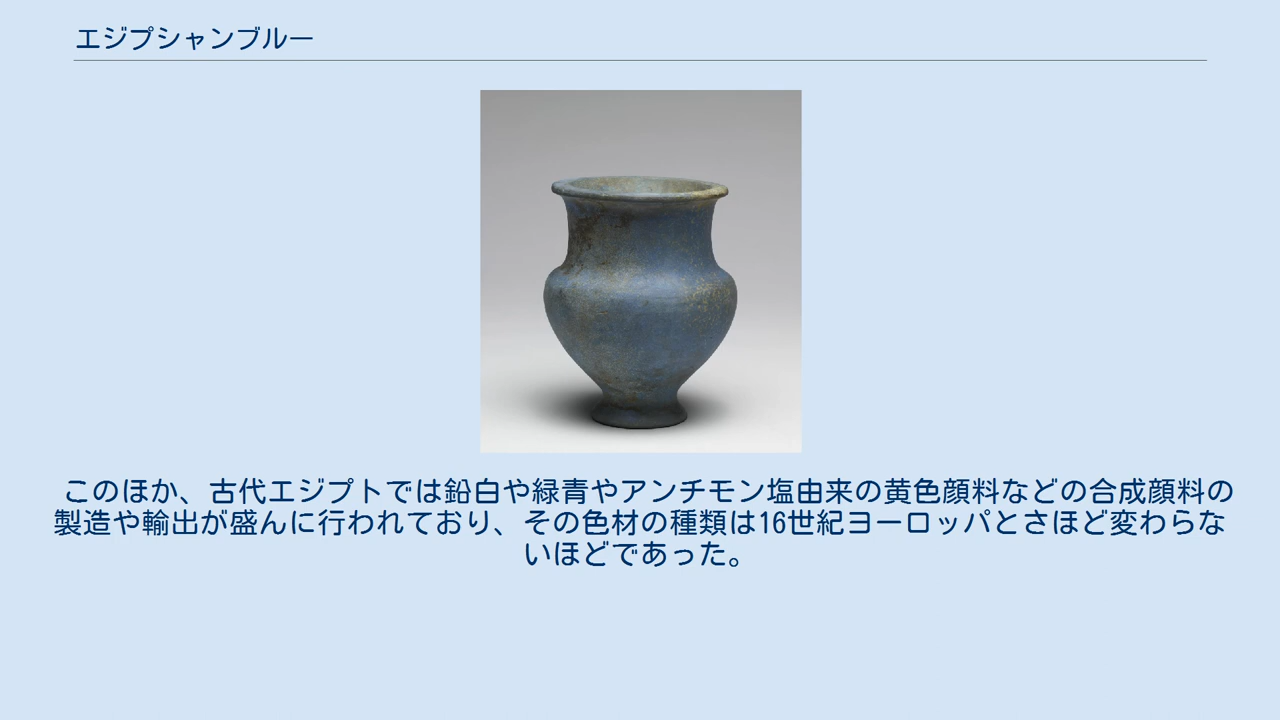 エジプシャンブルー
このほか、古代エジプトでは鉛白や緑青やアンチモン塩由来の黄色顔料などの合成顔料の
製造や輸出が盛んに行われており、その色材の種類は16世紀ヨーロッパとさほど変わらな
いほどであった。